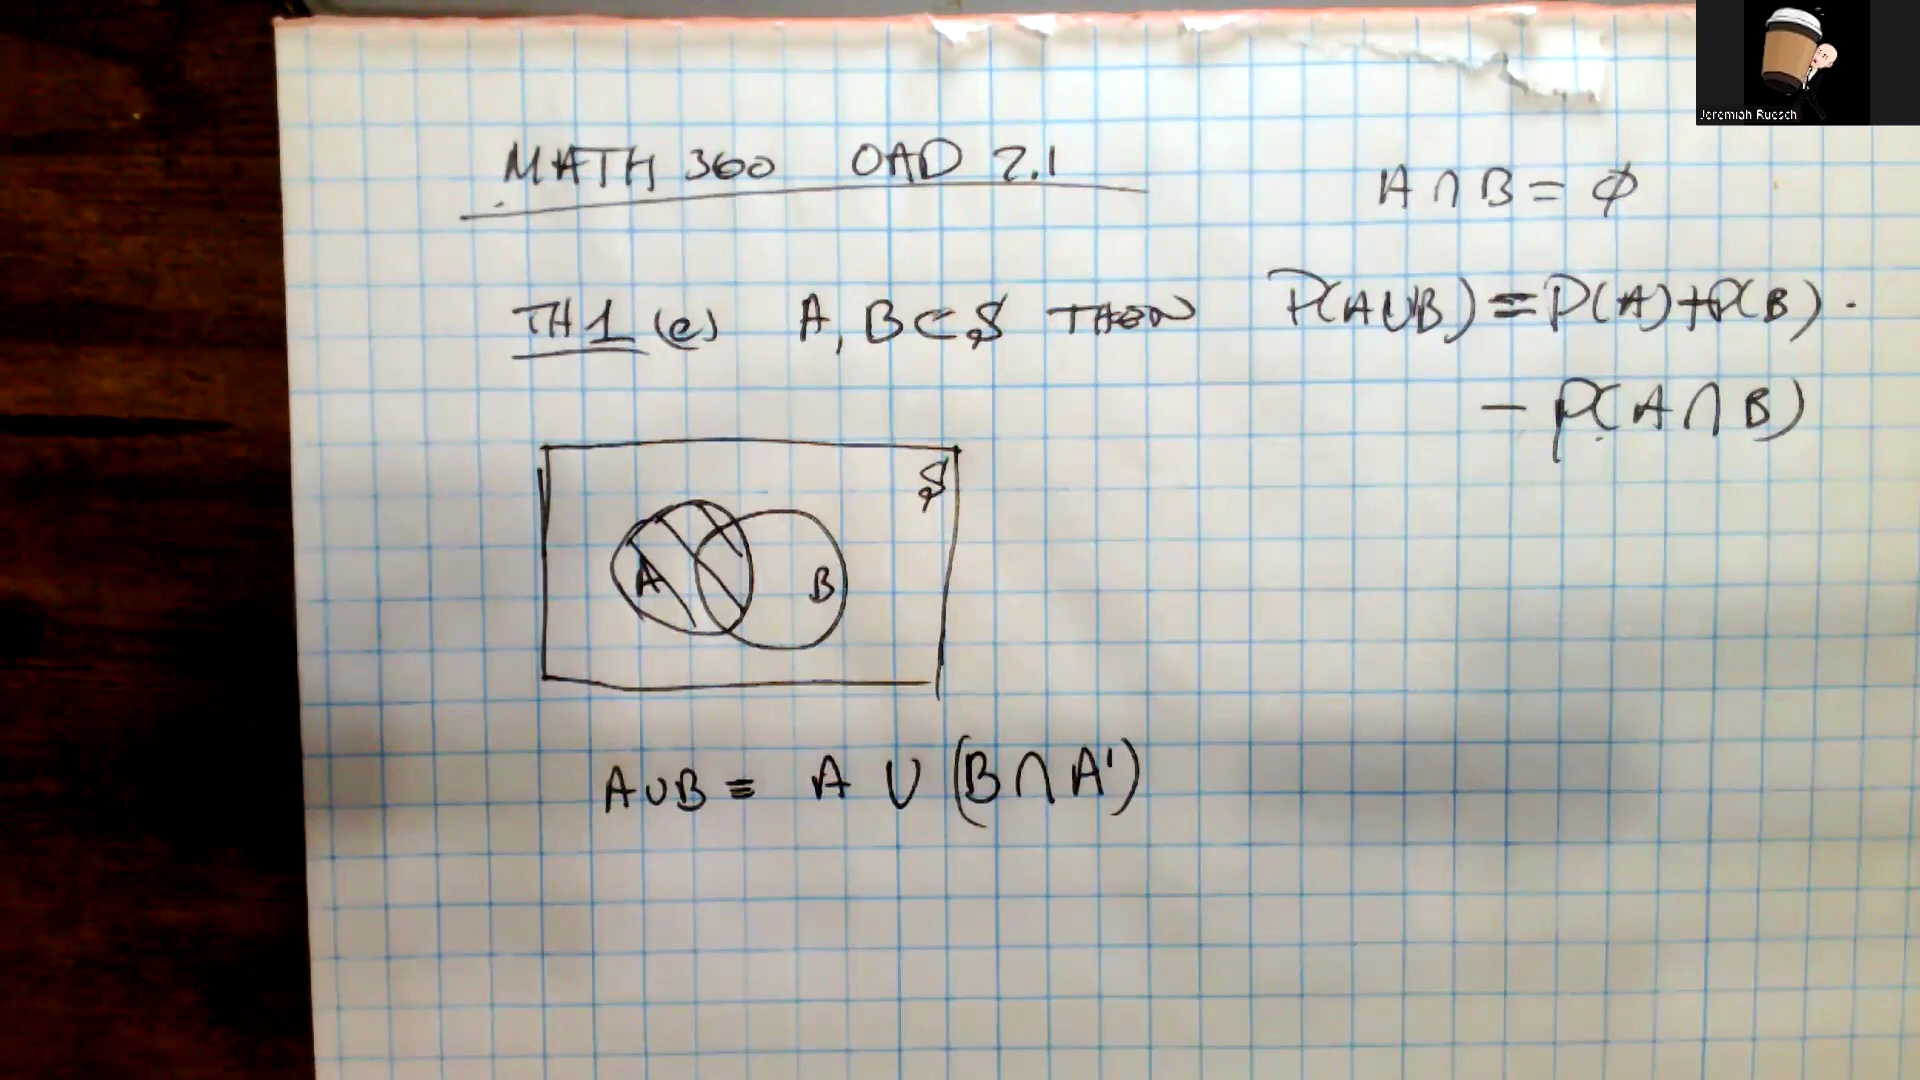 MATH 360 OAD 2.1
A ∩ B = ϕ
TH 1 (e) A, B ⊂ $ THEN P(A∪B) = P(A)+P(B)
- P(A ∩ B)
$
A B
A∪B = A ∪ (B ∩ A')
Jeremiah Ruesch